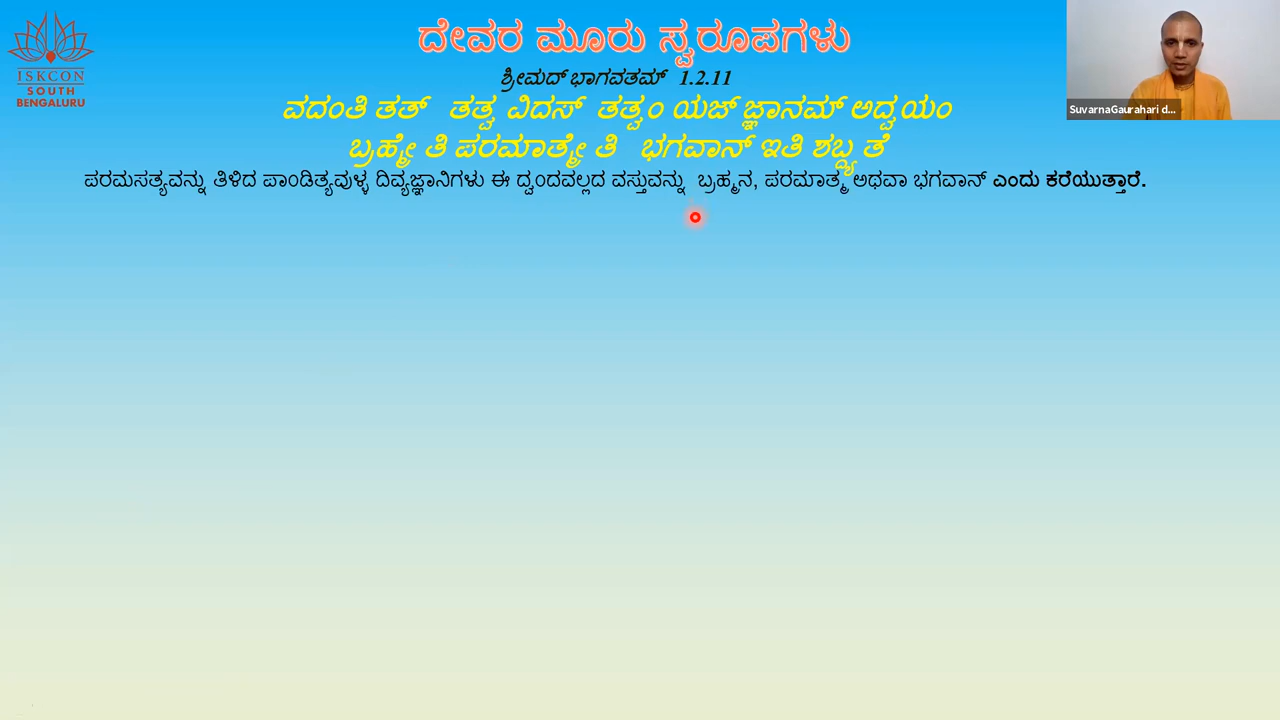 ISKCON
SOUTH
BENGALURU
ದೇವರ ಮೂರು ಸ್ವರೂಪಗಳು
ಶ್ರೀಮದ್ ಭಾಗವತಮ್ 1.2.11
ವದಂತಿ ತತ್ ತತ್ವ ವಿದಸ್ ತತ್ವಂ ಯಜ್ ಜ್ಞಾನಮ್ ಅದ್ವಯಂ
ಬ್ರಹ್ಮೇ ತಿ ಪರಮಾತ್ಮೇ ತಿ ಭಗವಾನ್ ಇತಿ ಶಬ್ದ್ಯತೆ
ಪರಮಸತ್ಯವನ್ನು ತಿಳಿದ ಪಾಂಡಿತ್ಯವುಳ್ಳ ದಿವ್ಯಜ್ಞಾನಿಗಳು ಈ ದ್ವಂದವಲ್ಲದ ವಸ್ತುವನ್ನು ಬ್ರಹ್ಮನ, ಪರಮಾತ್ಮ ಅಥವಾ ಭಗವಾನ್ ಎಂದು ಕರೆಯುತ್ತಾರೆ.
SuvarnaGaurahari d...